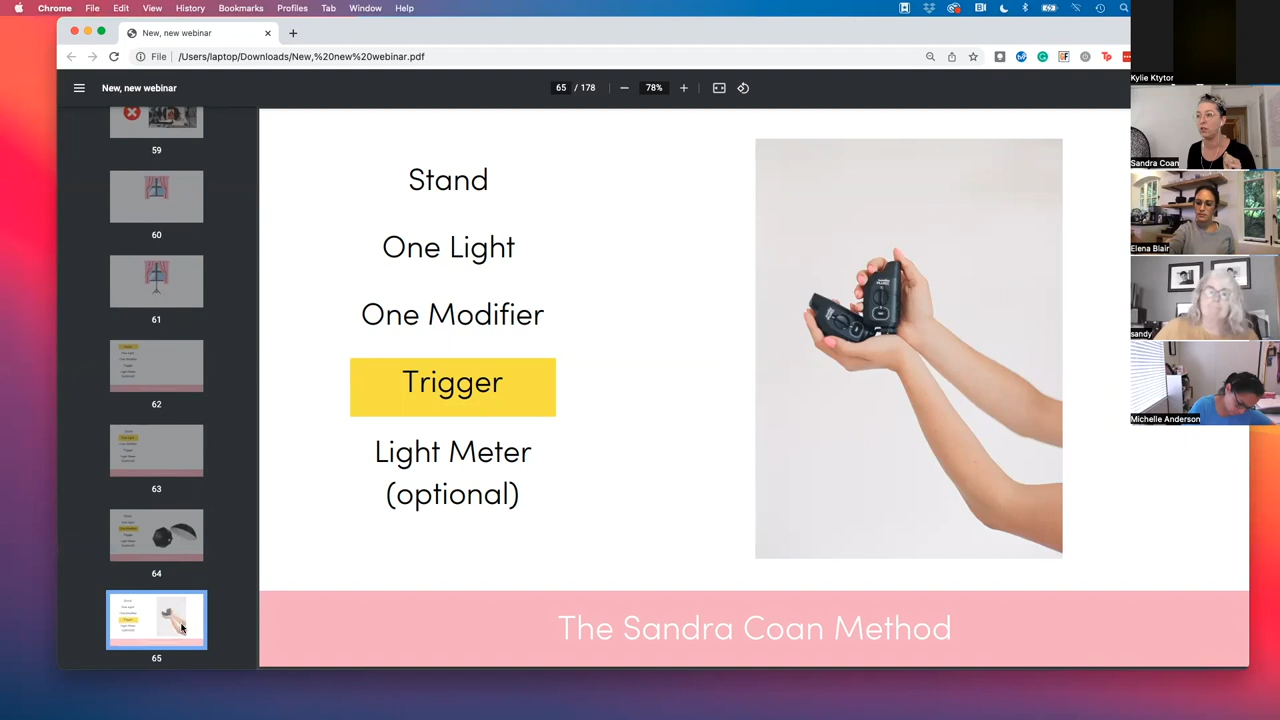 Chrome File Edit View History Bookmarks Profiles Tab Window Help
New, new webinar
File /Users/laptop/Downloads/New,%20new%20webinar.pdf
New, new webinar 65 / 178 78%
59
60
61
62
63
64
65
Stand
One Light
One Modifier
Trigger
Light Meter
(optional)
The Sandra Coan Method
Kylie Ktytor
Sandra Coan
Elena Blair
sandy
Michelle Anderson